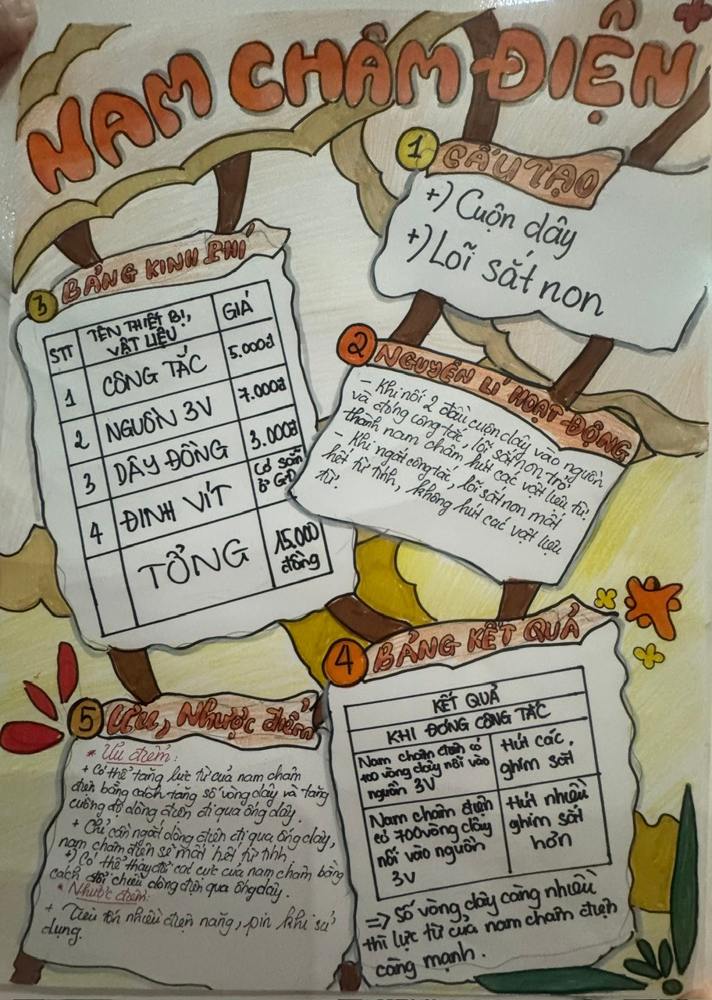 NAM CHÂM ĐIỆN
1 CẤU TẠO
+) Cuộn dây
+) Lõi sắt non
2 NGUYÊN LÍ HOẠT ĐỘNG
- Khi nối 2 đầu cuộn dây vào nguồn
và đóng công tắc, lõi sắt non trở
thành nam châm hút các vật liệu từ.
- Khi ngắt công tắc, lõi sắt non mất
hết từ tính, không hút các vật liệu
từ.
3 BẢNG KINH PHÍ
STT TÊN THIẾT BỊ, GIÁ
VẬT LIỆU
1 CÔNG TẮC 5.000đ
2 NGUỒN 3V 7.000đ
3 DÂY ĐỒNG 3.000đ
4 ĐINH VÍT Có sẵn
ở GĐ
TỔNG 15.000
đồng
4 BẢNG KẾT QUẢ
KẾT QUẢ
KHI ĐÓNG CÔNG TẮC
Nam châm điện có Hút các,
100 vòng dây nối vào ghim sắt
nguồn 3V
Nam châm điện Hút nhiều
có 700 vòng dây ghim sắt
nối vào nguồn hơn
3V
=> Số vòng dây càng nhiều
thì lực từ của nam châm điện
càng mạnh.
5 Ưu, Nhược điểm
* Ưu điểm:
+ Có thể tăng lực từ của nam châm
điện bằng cách tăng số vòng dây và tăng
cường độ dòng điện đi qua ống dây.
+ Chỉ cần ngắt dòng điện đi qua ống dây,
nam châm điện sẽ mất hết từ tính.
+) Có thể thay đổi các cực của nam châm bằng
cách đổi chiều dòng điện qua ống dây.
* Nhược điểm:
+ Tiêu tốn nhiều điện năng, pin khi sử
dụng.